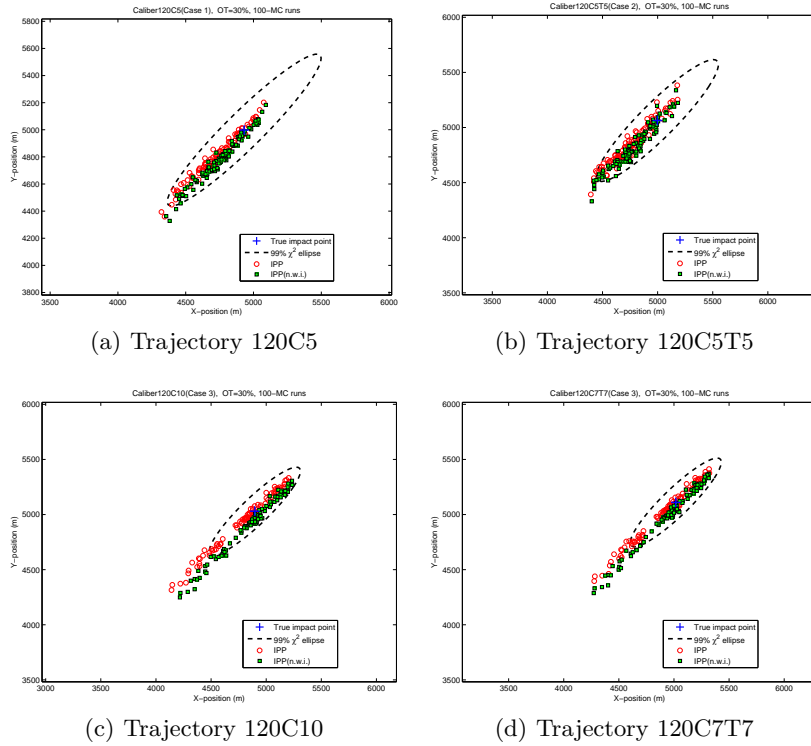 Caliber120C5(Case 1), OT=30%, 100-MC runs
5800
5600
5400
5200
5000
4800
4600
4400
4200
4000
3800
Y-position (m)
3500
4000
4500
5000
5500
6000
X-position (m)
True impact point
99% χ² ellipse
IPP
IPP(n.w.i.)
(a) Trajectory 120C5
Caliber120C5T5(Case 2), OT=30%, 100-MC runs
6000
5500
5000
4500
4000
3500
Y-position (m)
3500
4000
4500
5000
5500
6000
X-position (m)
True impact point
99% χ² ellipse
IPP
IPP(n.w.i.)
(b) Trajectory 120C5T5
Caliber120C10(Case 3), OT=30%, 100-MC runs
6000
5500
5000
4500
4000
3500
Y-position (m)
3000
3500
4000
4500
5000
5500
6000
X-position (m)
True impact point
99% χ² ellipse
IPP
IPP(n.w.i.)
(c) Trajectory 120C10
Caliber120C7T7(Case 3), OT=30%, 100-MC runs
6000
5500
5000
4500
4000
3500
Y-position (m)
3000
3500
4000
4500
5000
5500
6000
X-position (m)
True impact point
99% χ² ellipse
IPP
IPP(n.w.i.)
(d) Trajectory 120C7T7